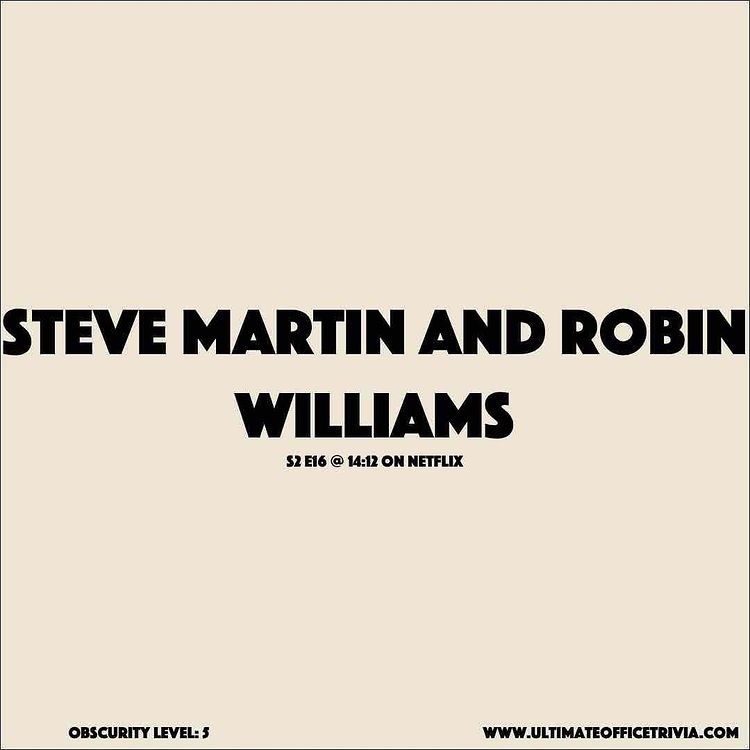 STEVE MARTIN AND ROBIN
WILLIAMS
S2 E16 @ 14:12 ON NETFLIX
OBSCURITY LEVEL: 5
WWW.ULTIMATEOFFICETRIVIA.COM